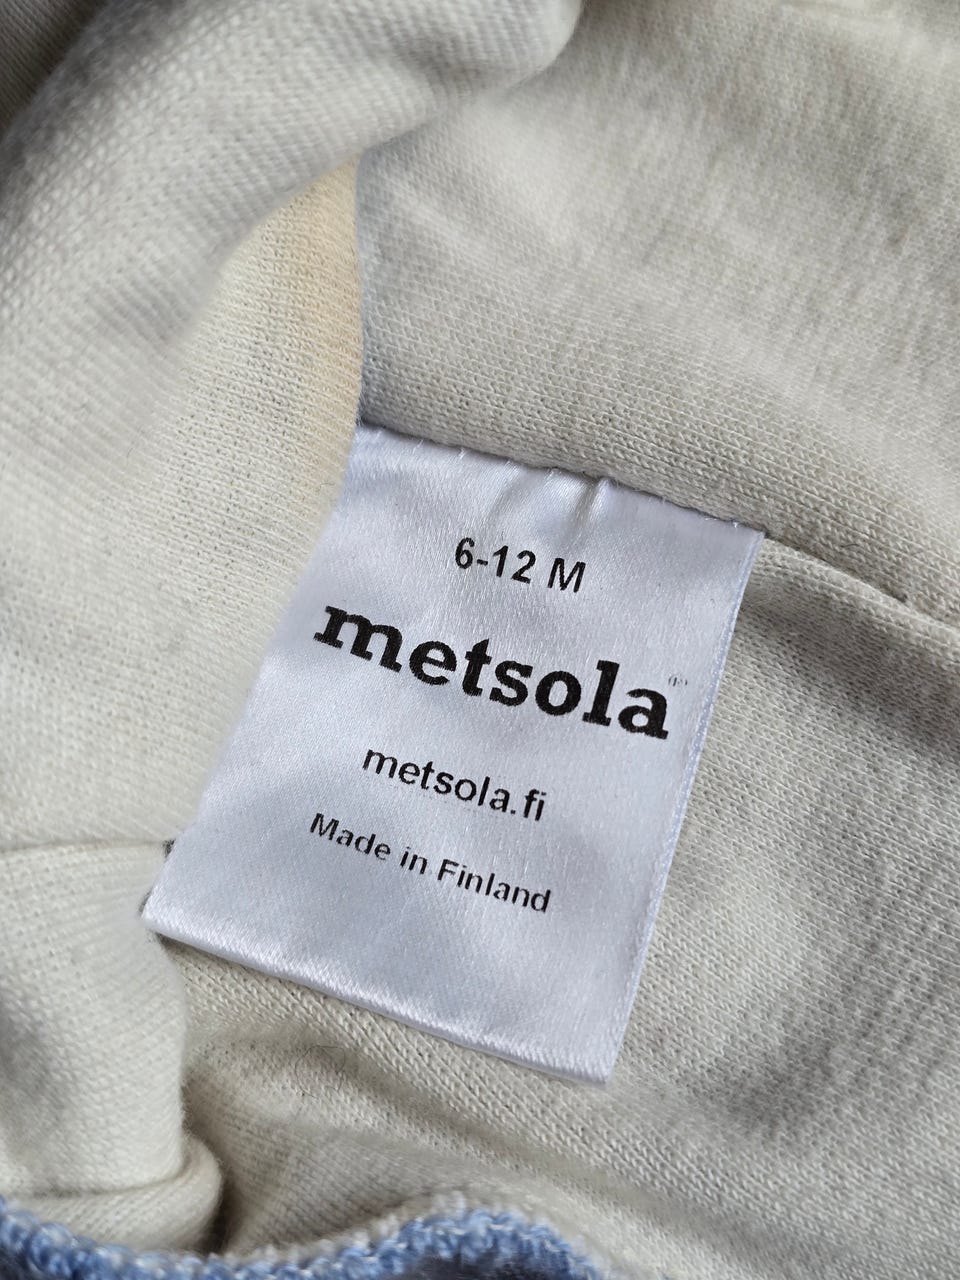 6-12 M
metsola®
metsola.fi
Made in Finland